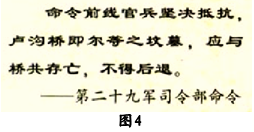 命令前线官兵坚决抵抗，
卢沟桥即尔等之坟墓，应与
桥共存亡，不得后退。
——第二十九军司令部命令
图4